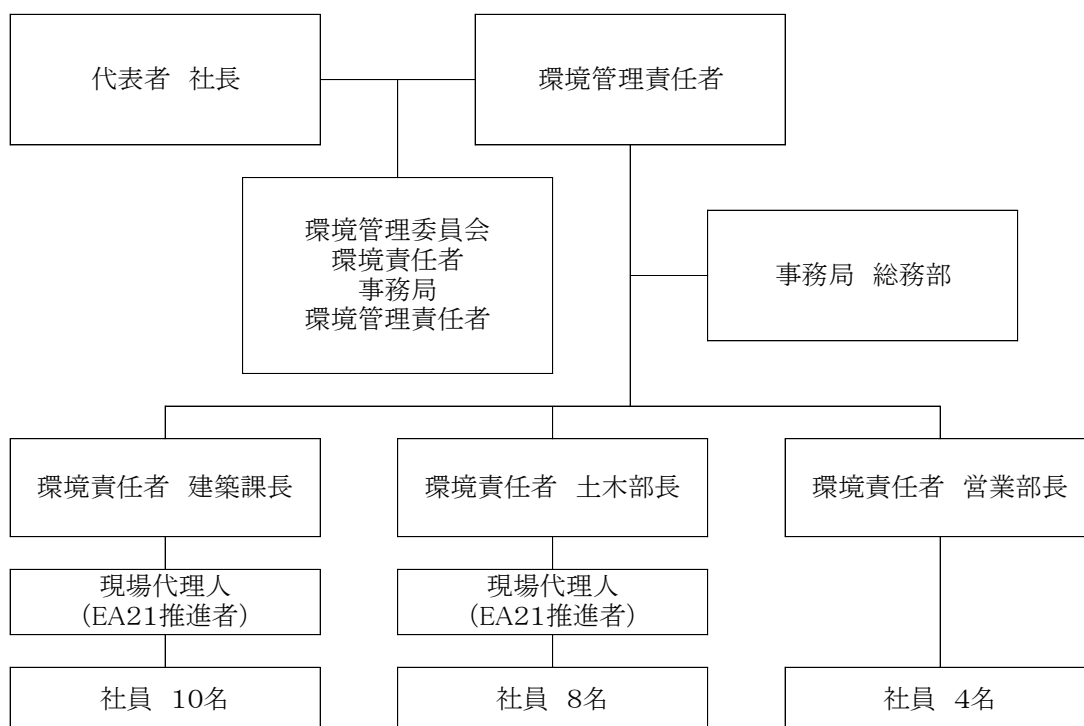 代表者 社長
環境管理責任者
環境管理委員会
環境責任者
事務局
環境管理責任者
事務局 総務部
環境責任者 建築課長
環境責任者 土木部長
環境責任者 営業部長
現場代理人
(EA21推進者)
現場代理人
(EA21推進者)
社員 10名
社員 8名
社員 4名